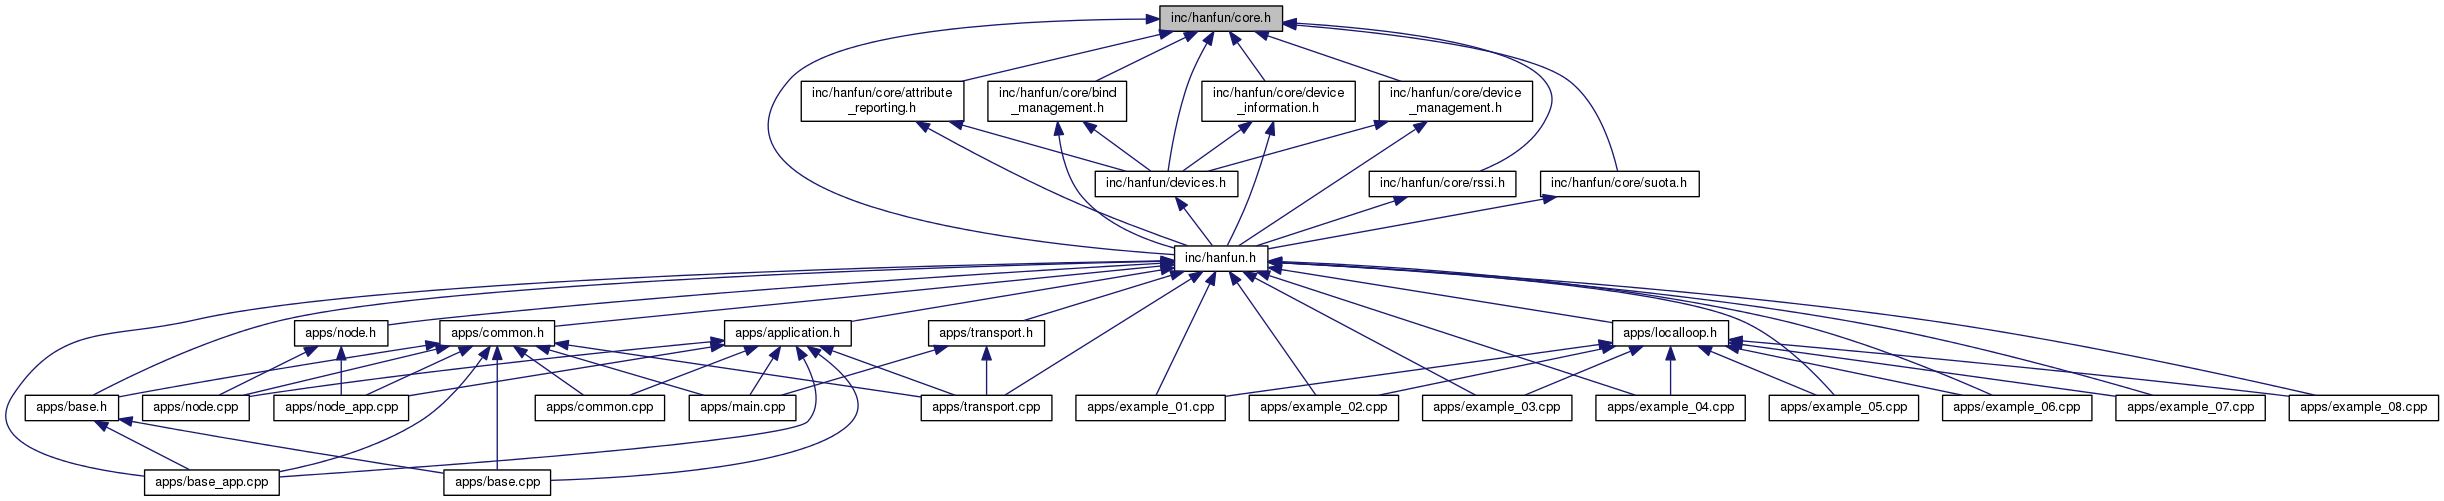 inc/hanfun/core.h
inc/hanfun/core/attribute
_reporting.h
inc/hanfun/core/bind
_management.h
inc/hanfun/core/device
_information.h
inc/hanfun/core/device
_management.h
inc/hanfun/devices.h
inc/hanfun/core/rssi.h
inc/hanfun/core/suota.h
inc/hanfun.h
apps/node.h
apps/common.h
apps/application.h
apps/transport.h
apps/localloop.h
apps/base.h
apps/node.cpp
apps/node_app.cpp
apps/common.cpp
apps/main.cpp
apps/transport.cpp
apps/example_01.cpp
apps/example_02.cpp
apps/example_03.cpp
apps/example_04.cpp
apps/example_05.cpp
apps/example_06.cpp
apps/example_07.cpp
apps/example_08.cpp
apps/base_app.cpp
apps/base.cpp